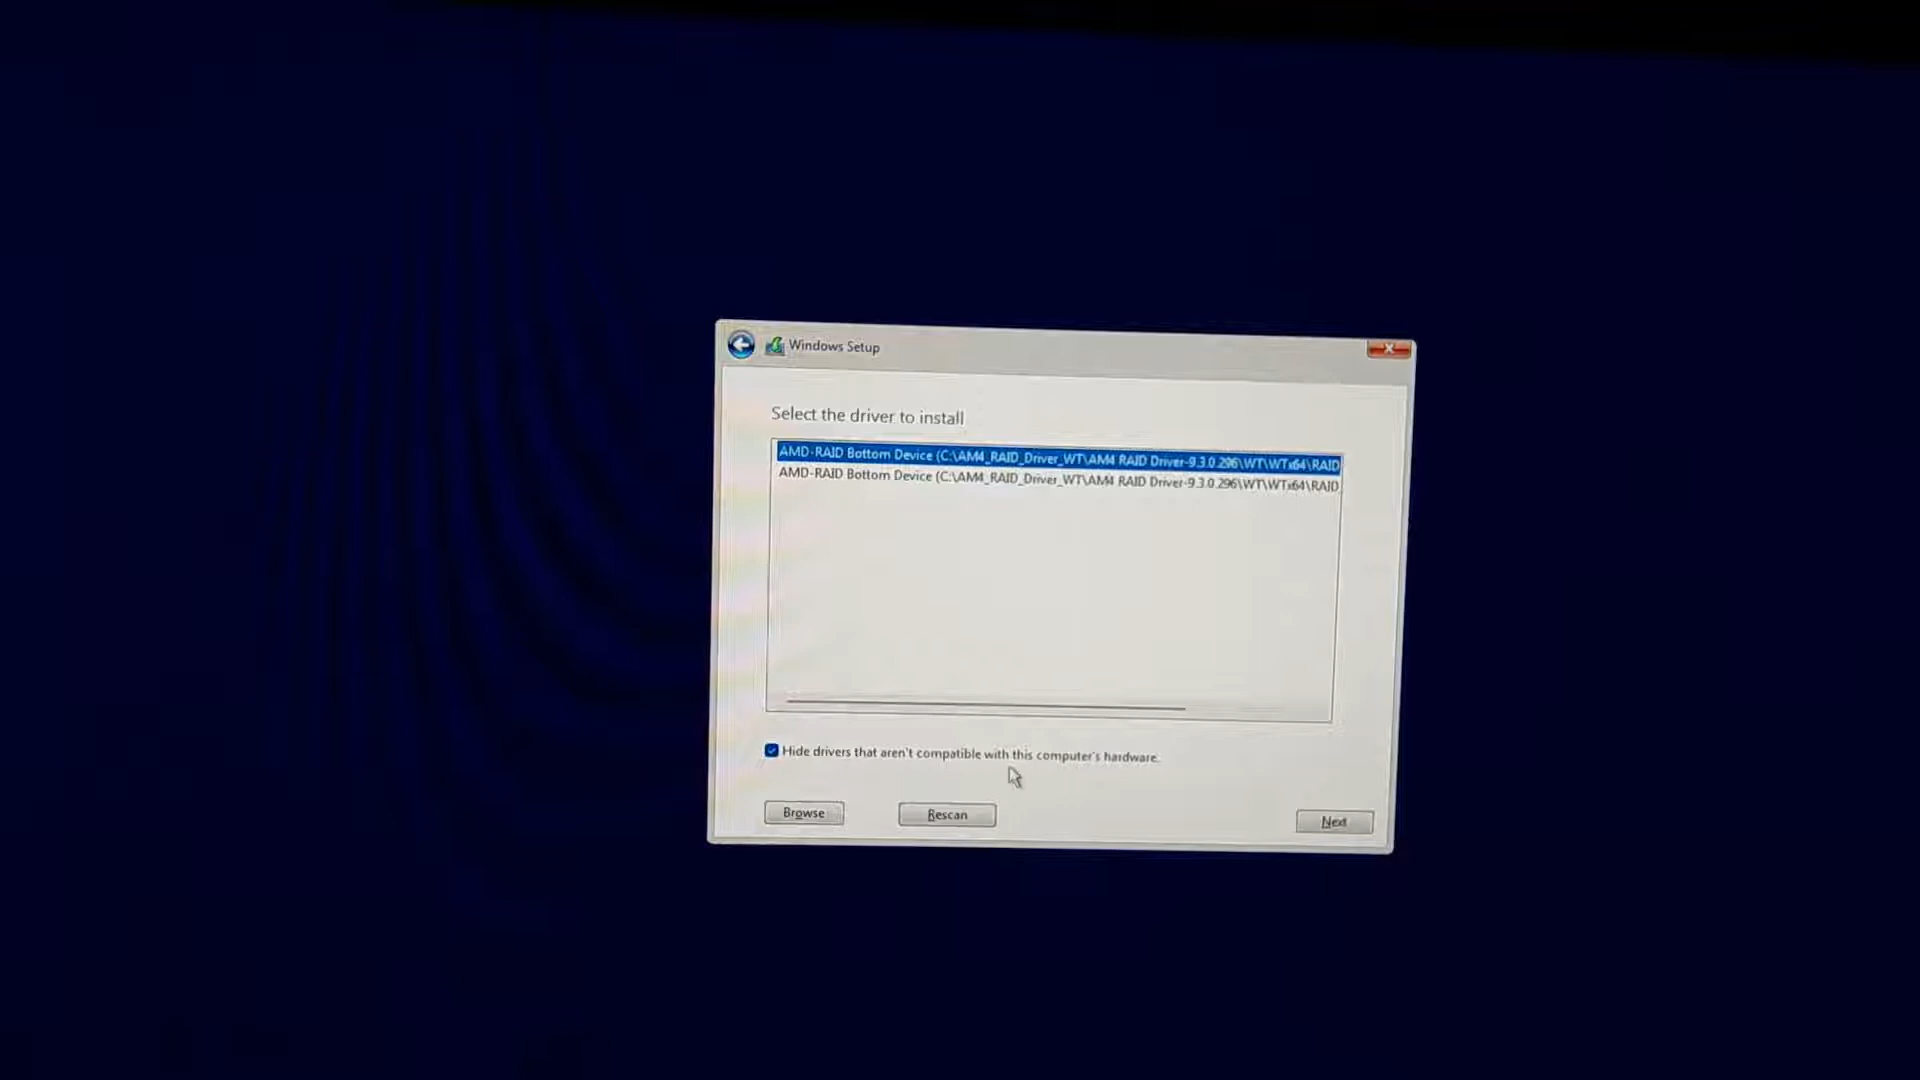 Windows Setup
Select the driver to install
AMD-RAID Bottom Device (C:\AM4_RAID_Driver_WT\AM4 RAID Driver-9.3.0.296\WT\WTx64\RAID
AMD-RAID Bottom Device (C:\AM4_RAID_Driver_WT\AM4 RAID Driver-9.3.0.296\WT\WTx64\RAID
Hide drivers that aren't compatible with this computer's hardware.
Browse
Rescan
Next